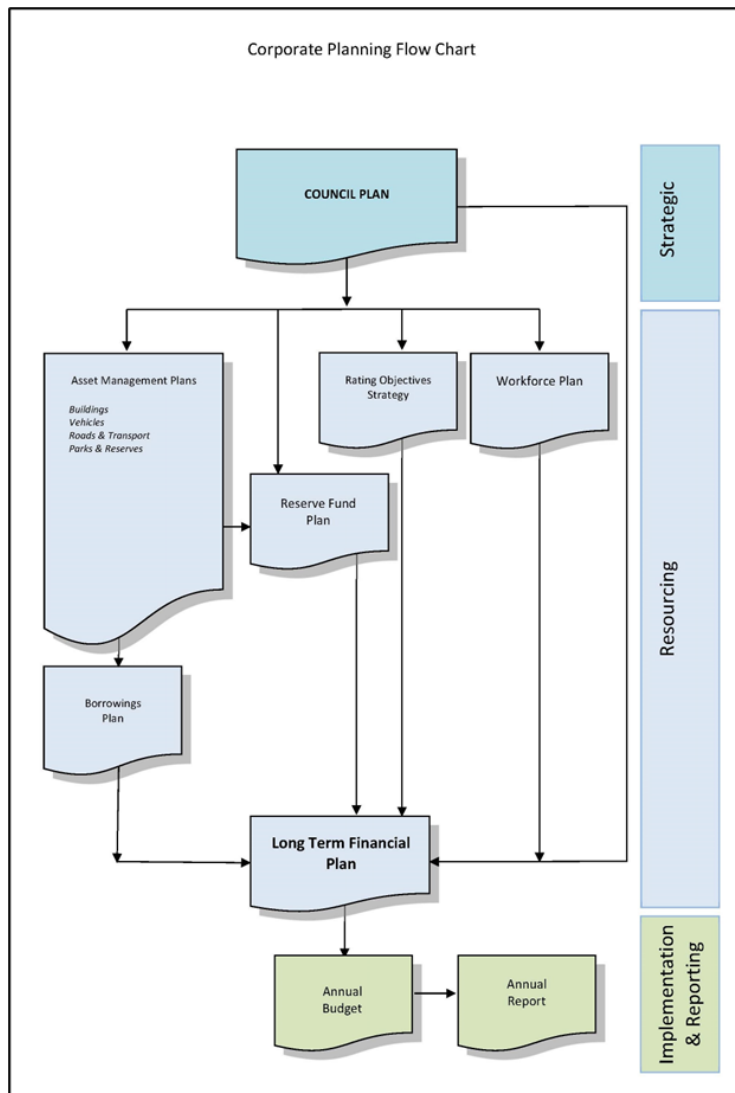 Corporate Planning Flow Chart
COUNCIL PLAN
Strategic
Asset Management Plans
Buildings
Vehicles
Roads & Transport
Parks & Reserves
Rating Objectives
Strategy
Workforce Plan
Reserve Fund
Plan
Resourcing
Borrowings
Plan
Long Term Financial
Plan
Annual
Budget
Annual
Report
Implementation
& Reporting